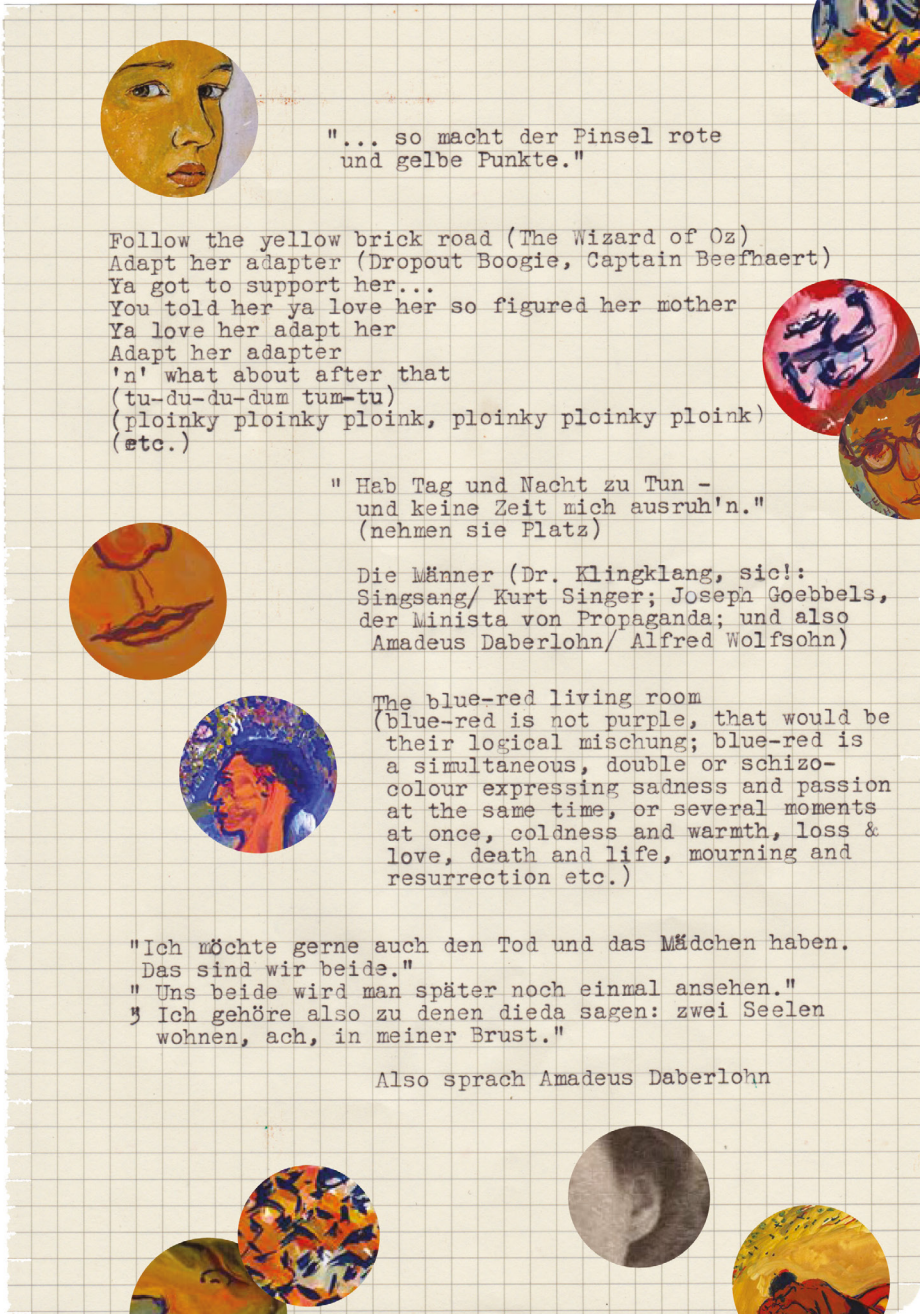 "... so macht der Pinsel rote
und gelbe Punkte."
Follow the yellow brick road (The Wizard of Oz)
Adapt her adapter (Dropout Boogie, Captain Beefhaert)
Ya got to support her...
You told her ya love her so figured her mother
Ya love her adapt her
Adapt her adapter
'n' what about after that
(tu-du-du-dum tum-tu)
(ploinky ploinky ploink, ploinky plcinky ploink)
(etc.)
" Hab Tag und Nacht zu Tun -
und keine Zeit mich ausruh'n."
(nehmen sie Platz)
Die Männer (Dr. Klingklang, sic!:
Singsang/ Kurt Singer; Joseph Goebbels,
der Minista von Propaganda; und also
Amadeus Daberlohn/ Alfred Wolfsohn)
The blue-red living room
(blue-red is not purple, that would be
their logical mischung; blue-red is
a simultaneous, double or schizo-
colour expressing sadness and passion
at the same time, or several moments
at once, coldness and warmth, loss &
love, death and life, mourning and
resurrection etc.)
"Ich möchte gerne auch den Tod und das Mädchen haben.
Das sind wir beide."
" Uns beide wird man später noch einmal ansehen."
" Ich gehöre also zu denen dieda sagen: zwei Seelen
wohnen, ach, in meiner Brust."
Also sprach Amadeus Daberlohn